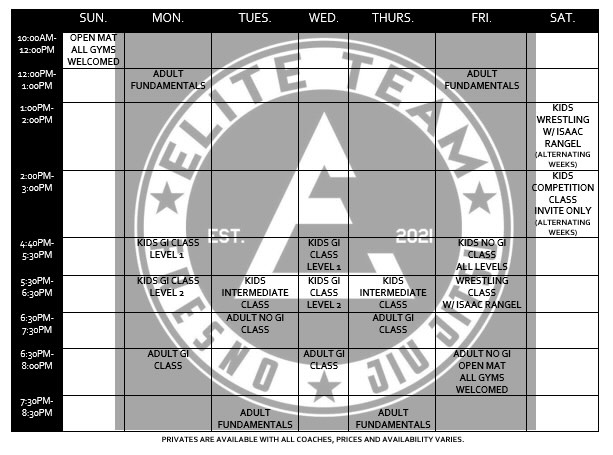 SUN. MON. TUES. WED. THURS. FRI. SAT.
10:00AM-
12:00PM
OPEN MAT
ALL GYMS
WELCOMED
12:00PM-
1:00PM
ADULT
FUNDAMENTALS
ADULT
FUNDAMENTALS
1:00PM-
2:00PM
KIDS
WRESTLING
W/ ISAAC
RANGEL
(ALTERNATING
WEEKS)
2:00PM-
3:00PM
KIDS
COMPETITION
CLASS
INVITE ONLY
(ALTERNATING
WEEKS)
4:40PM-
5:30PM
KIDS GI CLASS
LEVEL 1
KIDS GI
CLASS
LEVEL 1
KIDS NO GI
CLASS
ALL LEVELS
5:30PM-
6:30PM
KIDS GI CLASS
LEVEL 2
KIDS
INTERMEDIATE
CLASS
KIDS GI
CLASS
LEVEL 2
KIDS
INTERMEDIATE
CLASS
WRESTLING
CLASS
W/ ISAAC RANGEL
6:30PM-
7:30PM
ADULT NO GI
CLASS
ADULT GI
CLASS
6:30PM-
8:00PM
ADULT GI
CLASS
ADULT GI
CLASS
ADULT NO GI
OPEN MAT
ALL GYMS
WELCOMED
7:30PM-
8:30PM
ADULT
FUNDAMENTALS
ADULT
FUNDAMENTALS
ELITE TEAM
EST. 2021
FRESNO
JIU JIU
PRIVATES ARE AVAILABLE WITH ALL COACHES, PRICES AND AVAILABILITY VARIES.